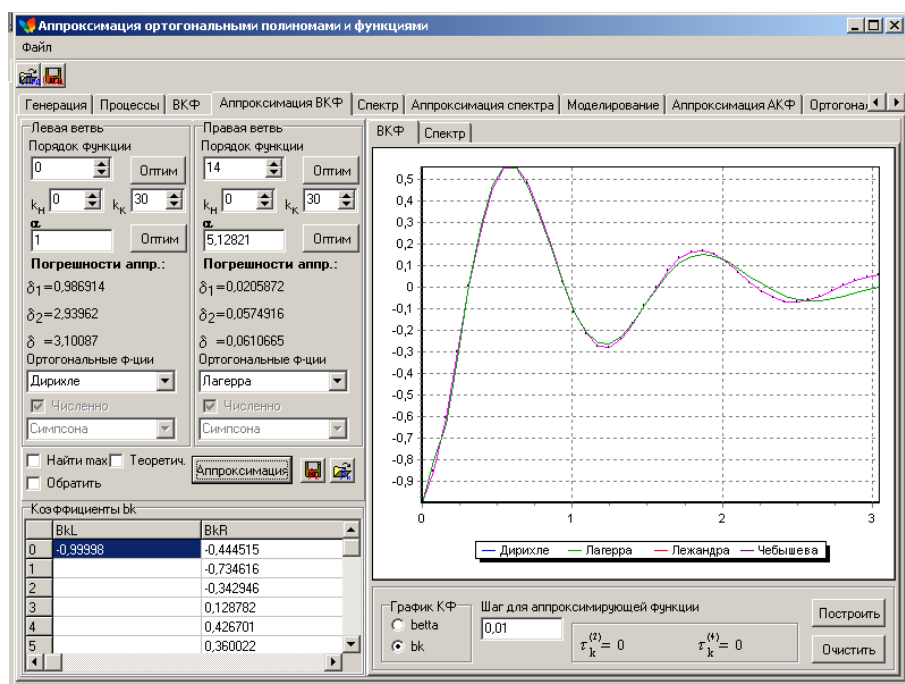 Аппроксимация ортогональными полиномами и функциями
Файл
Генерация Процессы ВКФ Аппроксимация ВКФ Спектр Аппроксимация спектра Моделирование Аппроксимация АКФ Ортогона
Левая ветвь
Порядок функции
0 Оптим
kн 0 kк 30
α
1 Оптим
Погрешности аппр.:
δ1=0,986914
δ2=2,93962
δ =3,10087
Ортогональные ф-ции
Дирихле
Численно
Симпсона
Правая ветвь
Порядок функции
14 Оптим
kн 0 kк 30
α
5,12821 Оптим
Погрешности аппр.:
δ1=0,0205872
δ2=0,0574916
δ =0,0610665
Ортогональные ф-ции
Лагерра
Численно
Симпсона
Найти max Теоретич.
Обратить
Аппроксимация
Коэффициенты bk
BkL BkR
0 -0,99998 -0,444515
1 -0,734616
2 -0,342946
3 0,128782
4 0,426701
5 0,360022
ВКФ Спектр
0,5
0,4
0,3
0,2
0,1
0
-0,1
-0,2
-0,3
-0,4
-0,5
-0,6
-0,7
-0,8
-0,9
0 1 2 3
Дирихле Лагерра Лежандра Чебышева
График КФ
betta
bk
Шаг для аппроксимирующей функции
0,01
τk(2) = 0 τk(4) = 0
Построить
Очистить